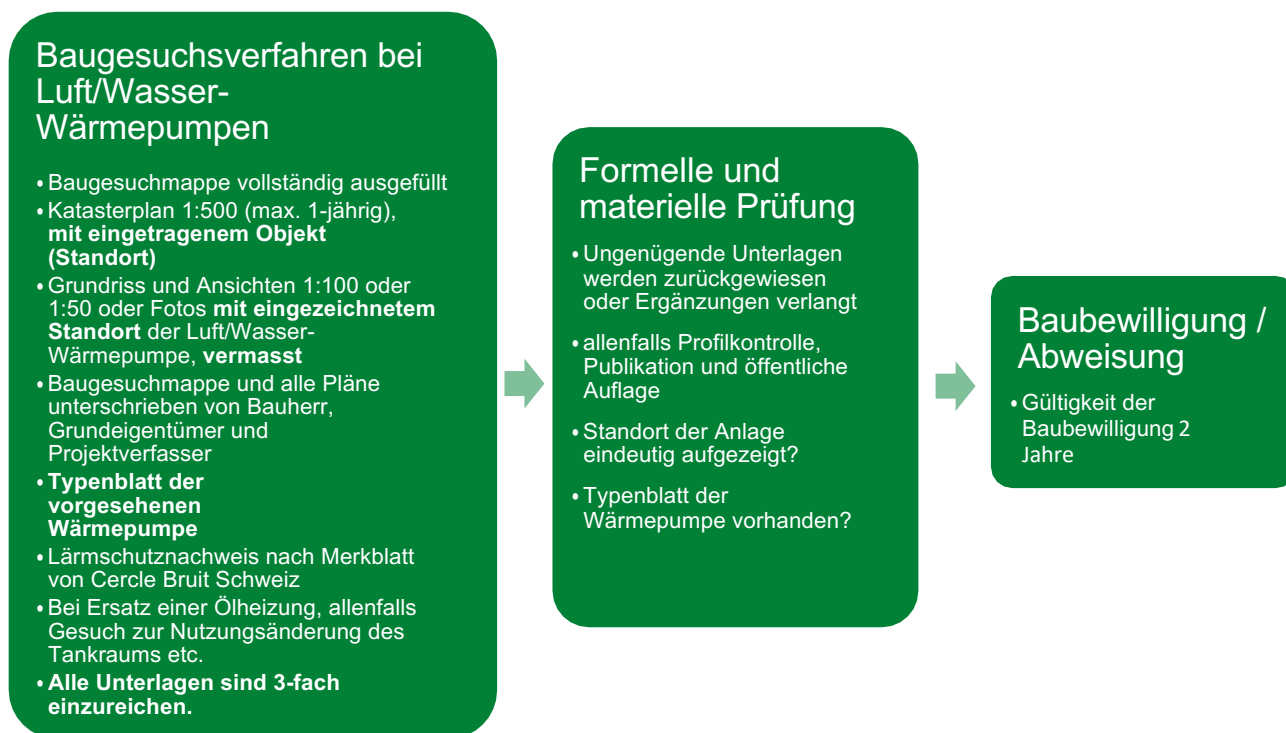 Baugesuchsverfahren bei
Luft/Wasser-
Wärmepumpen
• Baugesuchmappe vollständig ausgefüllt
• Katasterplan 1:500 (max. 1-jährig),
mit eingetragenem Objekt
(Standort)
• Grundriss und Ansichten 1:100 oder
1:50 oder Fotos mit eingezeichnetem
Standort der Luft/Wasser-
Wärmepumpe, vermasst
• Baugesuchmappe und alle Pläne
unterschrieben von Bauherr,
Grundeigentümer und
Projektverfasser
• Typenblatt der
vorgesehenen
Wärmepumpe
• Lärmschutznachweis nach Merkblatt
von Cercle Bruit Schweiz
• Bei Ersatz einer Ölheizung, allenfalls
Gesuch zur Nutzungsänderung des
Tankraums etc.
• Alle Unterlagen sind 3-fach
einzureichen.
Formelle und
materielle Prüfung
• Ungenügende Unterlagen
werden zurückgewiesen
oder Ergänzungen verlangt
• allenfalls Profilkontrolle,
Publikation und öffentliche
Auflage
• Standort der Anlage
eindeutig aufgezeigt?
• Typenblatt der
Wärmepumpe vorhanden?
Baubewilligung /
Abweisung
• Gültigkeit der
Baubewilligung 2
Jahre